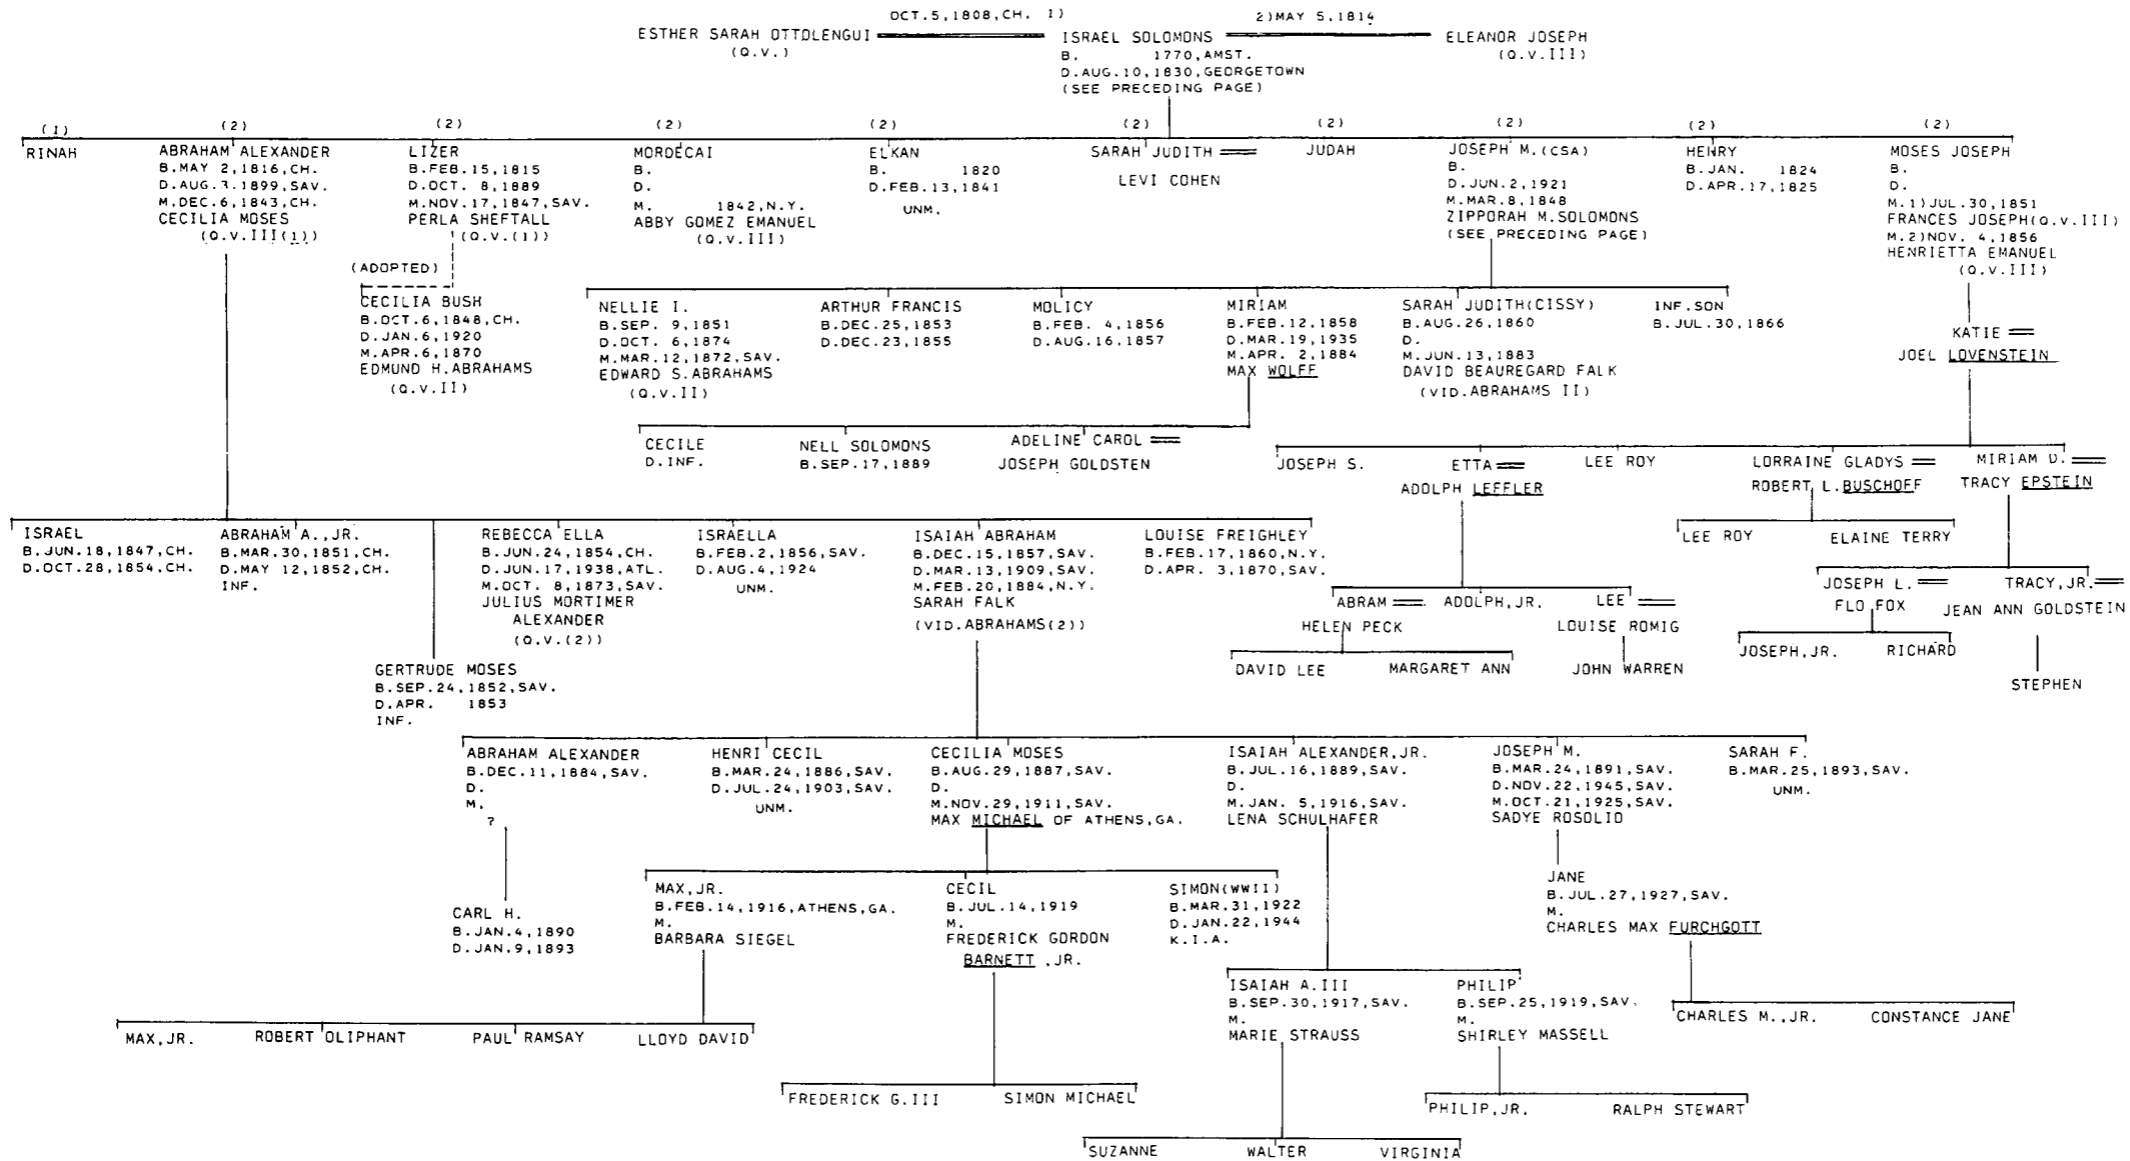 OCT.5,1808,CH. 1)
2)MAY 5,1814
ESTHER SARAH OTTOLENGUI
(Q.V.)
ISRAEL SOLOMONS
B. 1770,AMST.
D.AUG.10,1830,GEORGETOWN
(SEE PRECEDING PAGE)
ELEANOR JOSEPH
(Q.V.III)
(1)
RINAH
(2)
ABRAHAM ALEXANDER
B.MAY 2,1816,CH.
D.AUG.3.1899,SAV.
M.DEC.6,1843,CH.
CECILIA MOSES
(Q.V.III(1))
(2)
LIZER
B.FEB.15,1815
D.OCT. 8,1889
M.NOV.17,1847,SAV.
PERLA SHEFTALL
(Q.V.(1))
(2)
MORDECAI
B.
D.
M. 1842,N.Y.
ABBY GOMEZ EMANUEL
(Q.V.III)
(2)
ELKAN
B. 1820
D.FEB.13,1841
UNM.
(2)
SARAH JUDITH
LEVI COHEN
(2)
JUDAH
(2)
JOSEPH M.(CSA)
B.
D.JUN.2,1921
M.MAR.8,1848
ZIPPORAH M.SOLOMONS
(SEE PRECEDING PAGE)
(2)
HENRY
B.JAN. 1824
D.APR.17,1825
(2)
MOSES JOSEPH
B.
D.
M.1)JUL.30,1851
FRANCES JOSEPH(Q.V.III)
M.2)NOV. 4,1856
HENRIETTA EMANUEL
(Q.V.III)
(ADOPTED)
CECILIA BUSH
B.OCT.6,1848,CH.
D.JAN.6,1920
M.APR.6,1870
EDMUND H.ABRAHAMS
(Q.V.II)
NELLIE I.
B.SEP. 9,1851
D.OCT. 6,1874
M.MAR.12,1872,SAV.
EDWARD S.ABRAHAMS
(Q.V.II)
ARTHUR FRANCIS
B.DEC.25,1853
D.DEC.23,1855
MOLICY
B.FEB. 4,1856
D.AUG.16,1857
MIRIAM
B.FEB.12,1858
D.MAR.19,1935
M.APR. 2,1884
MAX WOLFF
SARAH JUDITH(CISSY)
B.AUG.26,1860
D.
M.JUN.13,1883
DAVID BEAUREGARD FALK
(VID.ABRAHAMS II)
INF.SON
B.JUL.30,1866
KATIE
JOEL LOVENSTEIN
CECILE
D.INF.
NELL SOLOMONS
B.SEP.17,1889
ADELINE CAROL
JOSEPH GOLDSTEN
JOSEPH S.
ETTA
ADOLPH LEFFLER
LEE ROY
LORRAINE GLADYS
ROBERT L.BUSCHOFF
MIRIAM D.
TRACY EPSTEIN
ISRAEL
B.JUN.18,1847,CH.
D.OCT.28,1854,CH.
ABRAHAM A.,JR.
B.MAR.30,1851,CH.
D.MAY 12,1852,CH.
INF.
REBECCA ELLA
B.JUN.24,1854,CH.
D.JUN.17,1938,ATL.
M.OCT. 8,1873,SAV.
JULIUS MORTIMER
ALEXANDER
(Q.V.(2))
ISRAELLA
B.FEB.2,1856,SAV.
D.AUG.4,1924
UNM.
ISAIAH ABRAHAM
B.DEC.15,1857,SAV.
D.MAR.13,1909,SAV.
M.FEB.20,1884,N.Y.
SARAH FALK
(VID.ABRAHAMS(2))
LOUISE FREIGHLEY
B.FEB.17,1860,N.Y.
D.APR. 3,1870,SAV.
LEE ROY
ELAINE TERRY
ABRAM
HELEN PECK
ADOLPH,JR.
LEE
LOUISE ROMIG
JOSEPH L.
FLO FOX
TRACY,JR.
JEAN ANN GOLDSTEIN
DAVID LEE
MARGARET ANN
JOHN WARREN
JOSEPH,JR.
RICHARD
STEPHEN
GERTRUDE MOSES
B.SEP.24,1852,SAV.
D.APR. 1853
INF.
ABRAHAM ALEXANDER
B.DEC.11,1884,SAV.
D.
M.
?
HENRI CECIL
B.MAR.24,1886,SAV.
D.JUL.24,1903,SAV.
UNM.
CECILIA MOSES
B.AUG.29,1887,SAV.
D.
M.NOV.29,1911,SAV.
MAX MICHAEL OF ATHENS,GA.
ISAIAH ALEXANDER,JR.
B.JUL.16,1889,SAV.
D.
M.JAN. 5,1916,SAV.
LENA SCHULHAFER
JOSEPH M.
B.MAR.24,1891,SAV.
D.NOV.22,1945,SAV.
M.OCT.21,1925,SAV.
SADYE ROSOLIO
SARAH F.
B.MAR.25,1893,SAV.
UNM.
CARL H.
B.JAN.4,1890
D.JAN.9,1893
MAX,JR.
B.FEB.14,1916,ATHENS,GA.
M.
BARBARA SIEGEL
CECIL
B.JUL.14,1919
M.
FREDERICK GORDON
BARNETT ,JR.
SIMON(WWII)
B.MAR.31,1922
D.JAN.22,1944
K.I.A.
JANE
B.JUL.27,1927,SAV.
M.
CHARLES MAX FURCHGOTT
ISAIAH A.III
B.SEP.30,1917,SAV.
M.
MARIE STRAUSS
PHILIP
B.SEP.25,1919,SAV.
M.
SHIRLEY MASSELL
CHARLES M.,JR.
CONSTANCE JANE
MAX,JR.
ROBERT OLIPHANT
PAUL RAMSAY
LLOYD DAVID
FREDERICK G.III
SIMON MICHAEL
PHILIP,JR.
RALPH STEWART
SUZANNE
WALTER
VIRGINIA